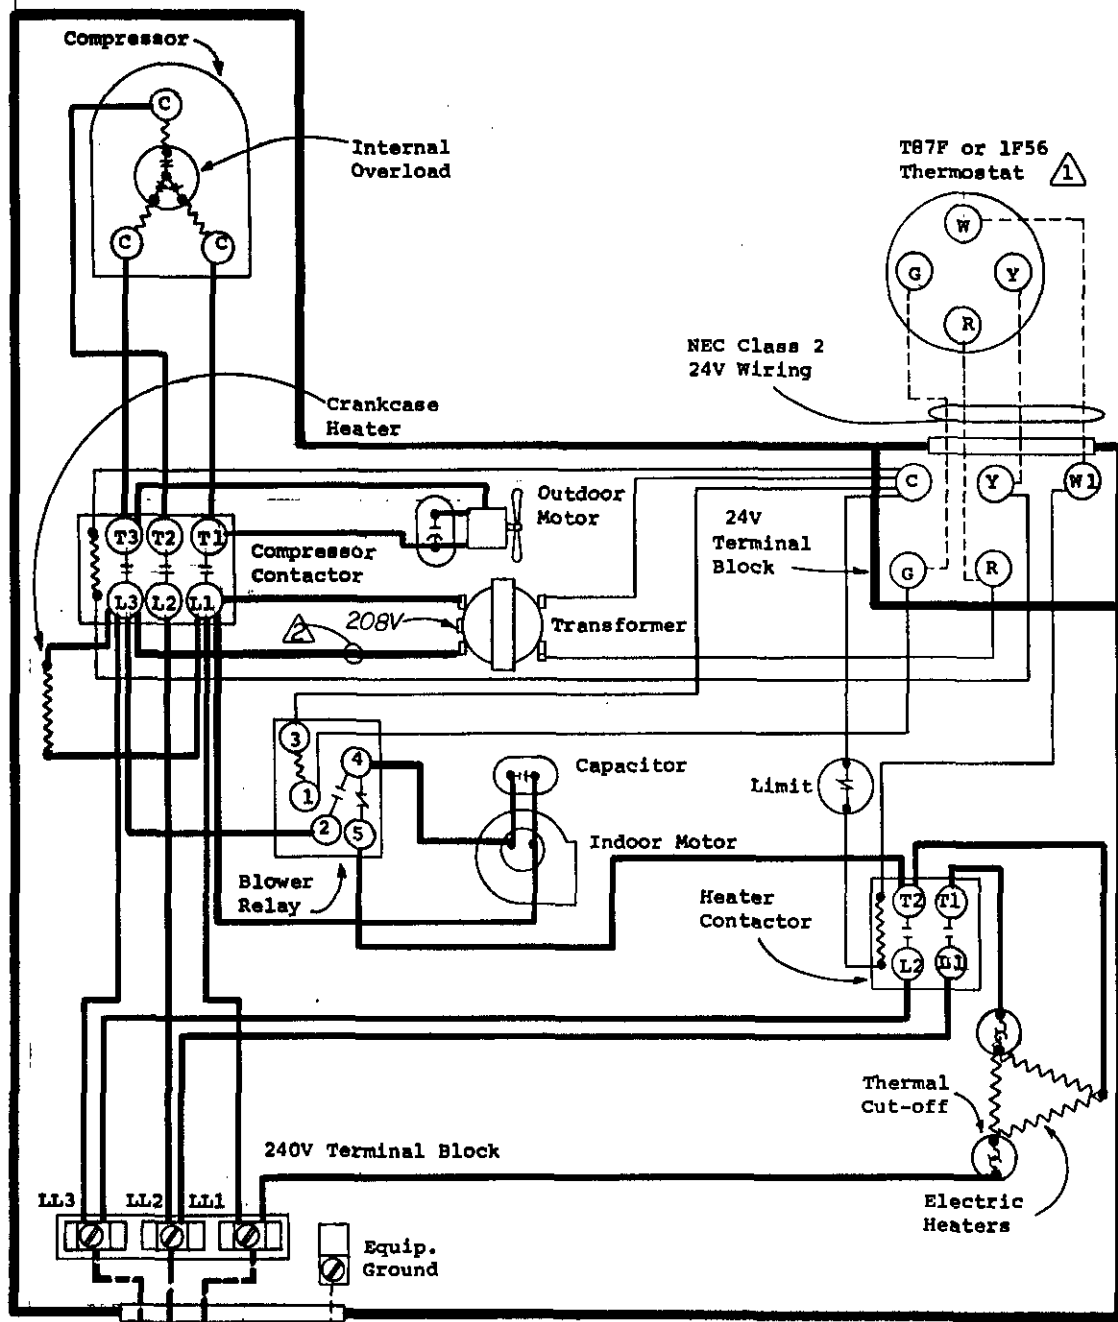 Compressor
C
Internal
Overload
C
C
T87F or 1F56
Thermostat
1
W
G
Y
R
NEC Class 2
24V Wiring
Crankcase
Heater
C
Y
W1
Outdoor
Motor
T3
T2
T1
Compressor
Contactor
24V
Terminal
Block
G
R
L3
L2
L1
2
208V
Transformer
3
4
1
2
5
Capacitor
Limit
Indoor Motor
Blower
Relay
Heater
Contactor
T2
T1
L2
L1
Thermal
Cut-off
240V Terminal Block
LL3
LL2
LL1
Electric
Heaters
Equip.
Ground